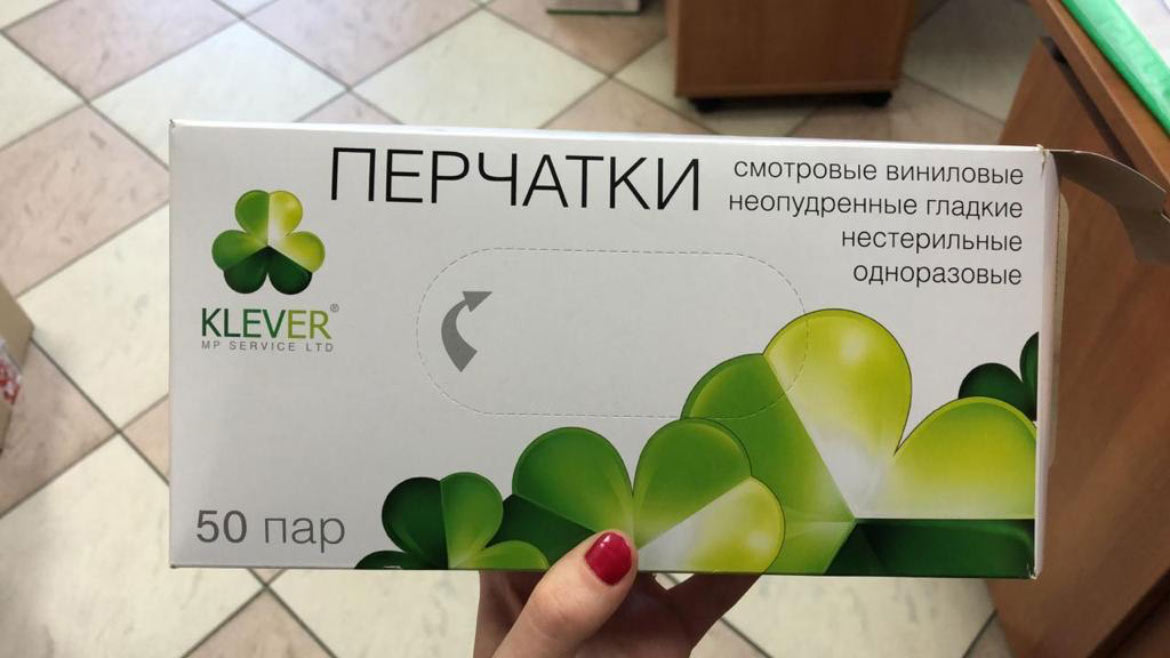 ПЕРЧАТКИ
смотровые виниловые
неопудренные гладкие
нестерильные
одноразовые
KLEVER®
MP SERVICE LTD
50 пар